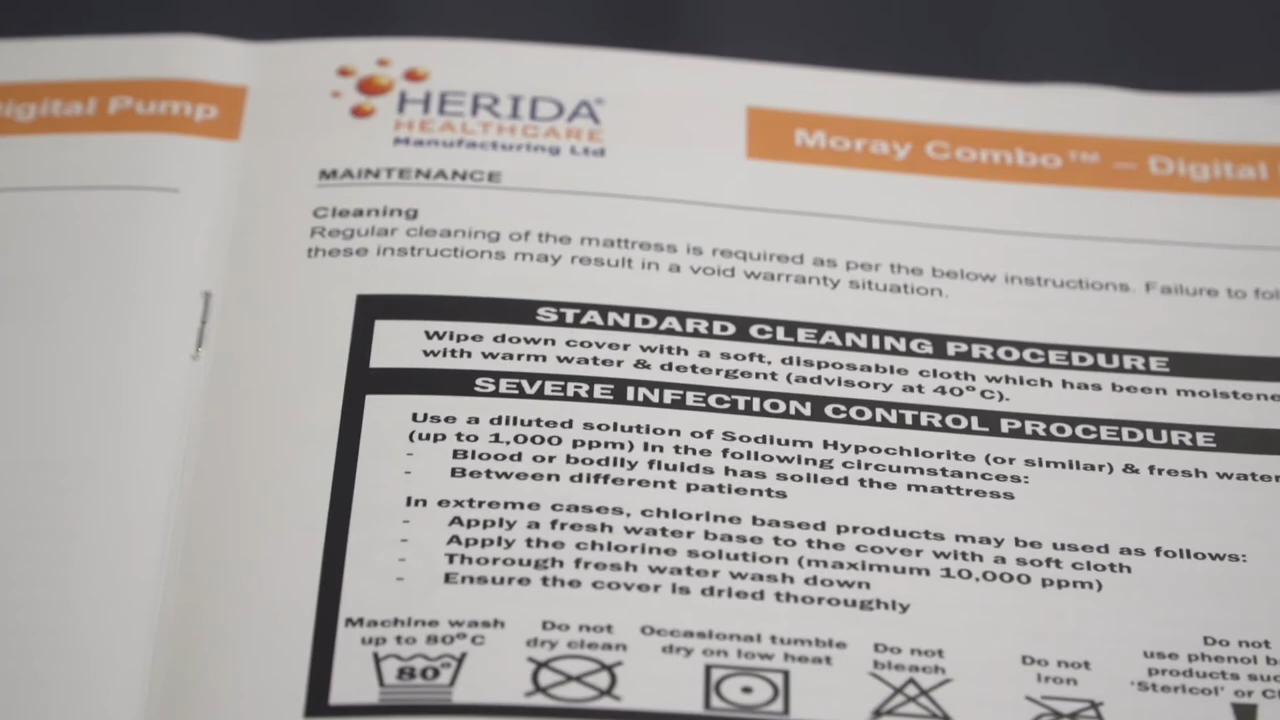 igital Pump
HERIDA
HEALTHCARE
Manufacturing Ltd
Moray Combo™ – Digital
MAINTENANCE
Cleaning
Regular cleaning of the mattress is required as per the below instructions. Failure to fol
these instructions may result in a void warranty situation.
STANDARD CLEANING PROCEDURE
Wipe down cover with a soft, disposable cloth which has been moistene
with warm water & detergent (advisory at 40°C).
SEVERE INFECTION CONTROL PROCEDURE
Use a diluted solution of Sodium Hypochlorite (or similar) & fresh water
(up to 1,000 ppm) In the following circumstances:
- Blood or bodily fluids has soiled the mattress
- Between different patients
In extreme cases, chlorine based products may be used as follows:
- Apply a fresh water base to the cover with a soft cloth
- Apply the chlorine solution (maximum 10,000 ppm)
- Thorough fresh water wash down
- Ensure the cover is dried thoroughly
Machine wash
up to 80°C
80°
Do not
dry clean
Occasional tumble
dry on low heat
Do not
bleach
Do not
Iron
Do not
use phenol b
products suc
'Stericol' or C